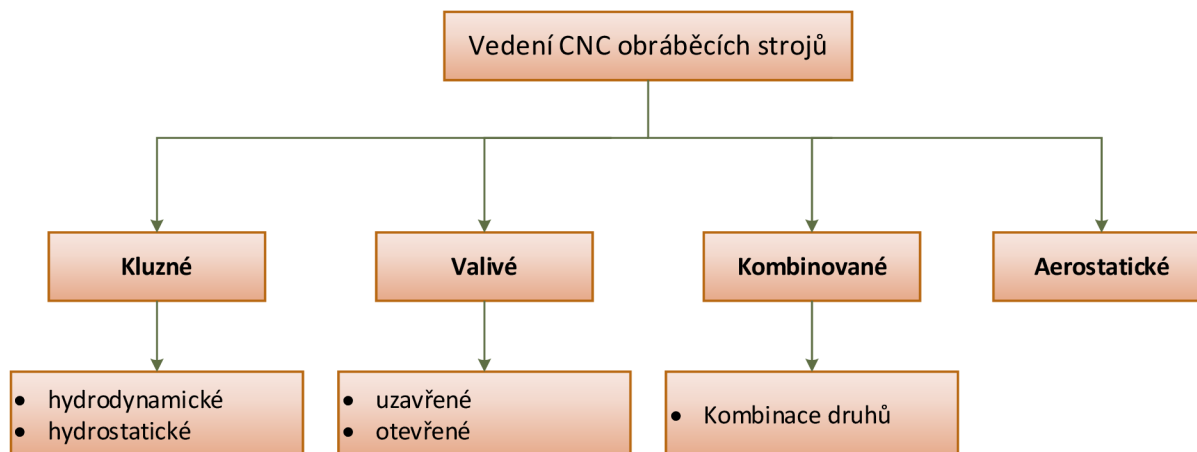 Vedení CNC obráběcích strojů
Kluzné
Valivé
Kombinované
Aerostatické
• hydrodynamické
• hydrostatické
• uzavřené
• otevřené
• Kombinace druhů